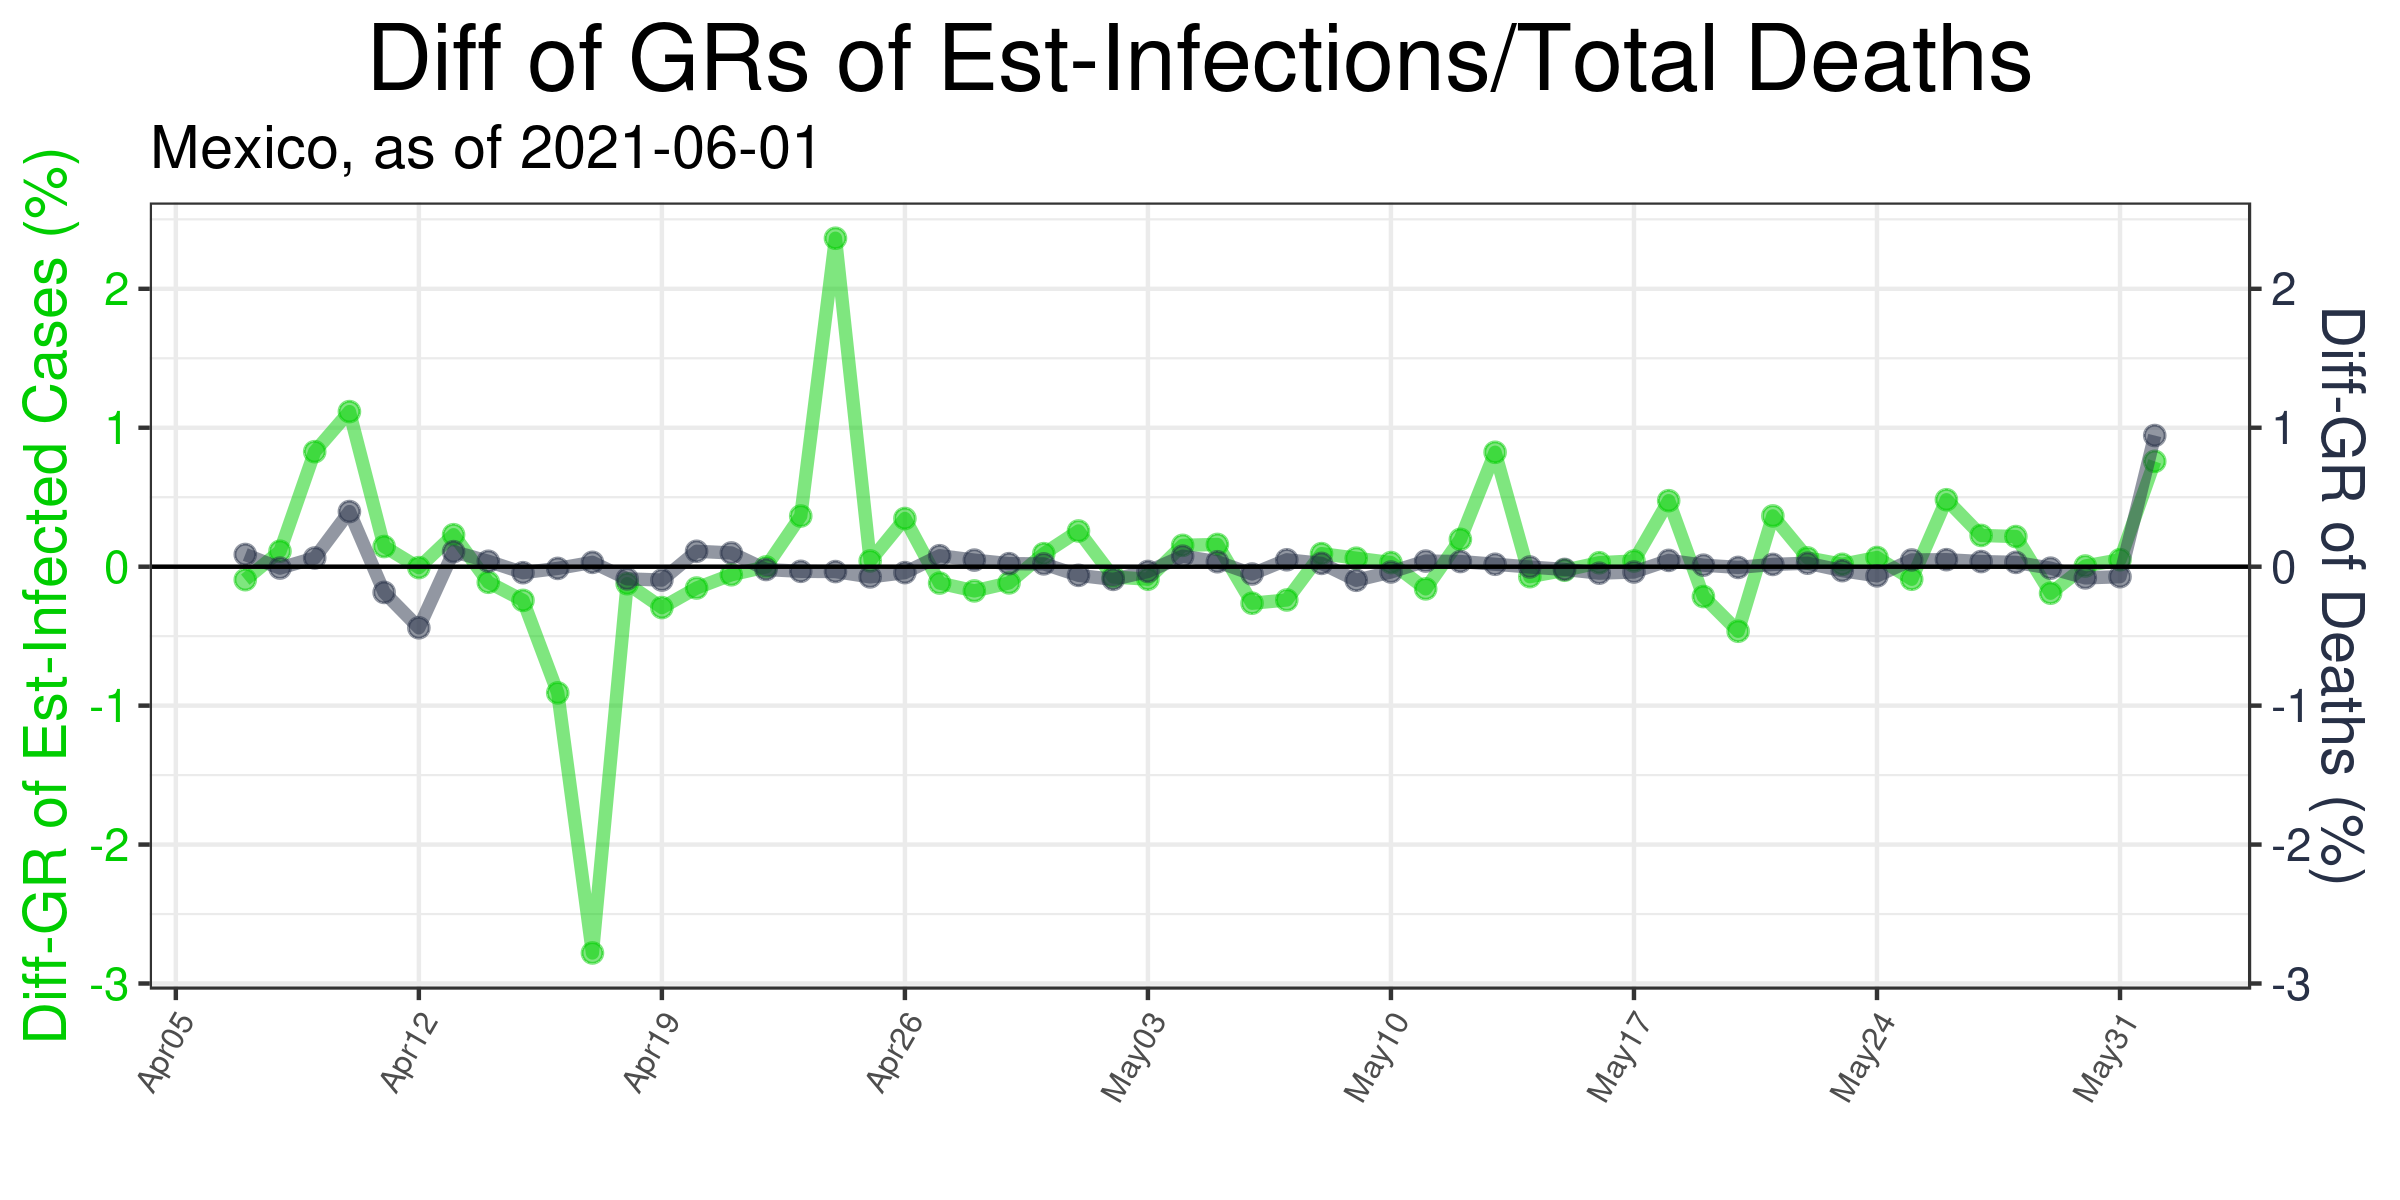 Diff of GRs of Est-Infections/Total Deaths
Mexico, as of 2021-06-01
Diff-GR of Est-Infected Cases (%)
2
1
0
-1
-2
-3
2
1
0
-1
-2
-3
Diff-GR of Deaths (%)
Apr05
Apr12
Apr19
Apr26
May03
May10
May17
May24
May31